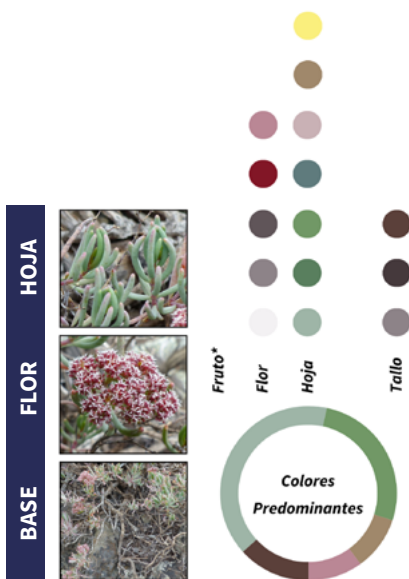 HOJA
FLOR
BASE
Fruto*
Flor
Hoja
Tallo
Colores
Predominantes